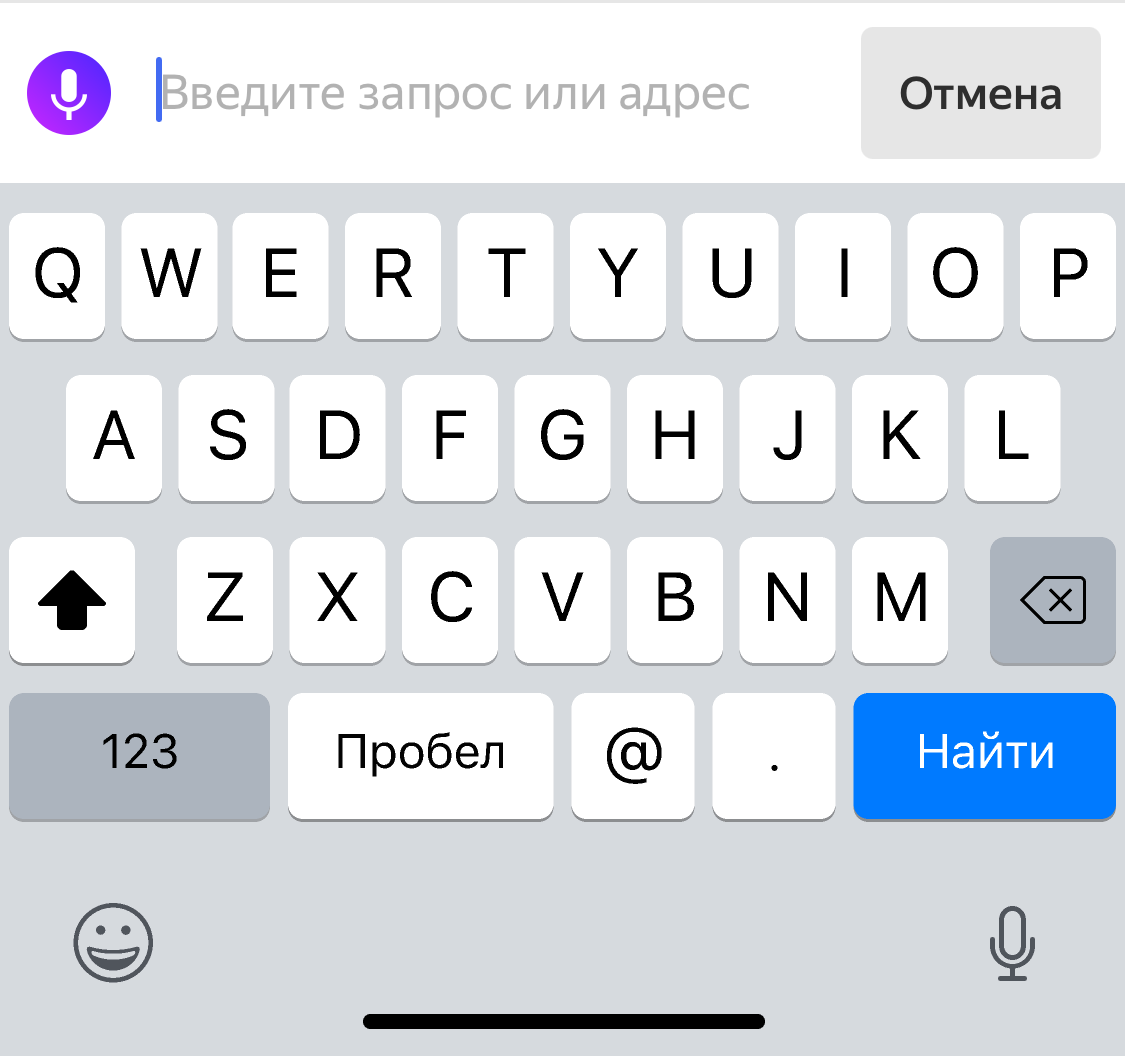 Введите запрос или адрес Отмена
Q W E R T Y U I O P
A S D F G H J K L
Z X C V B N M
123 Пробел @ . Найти